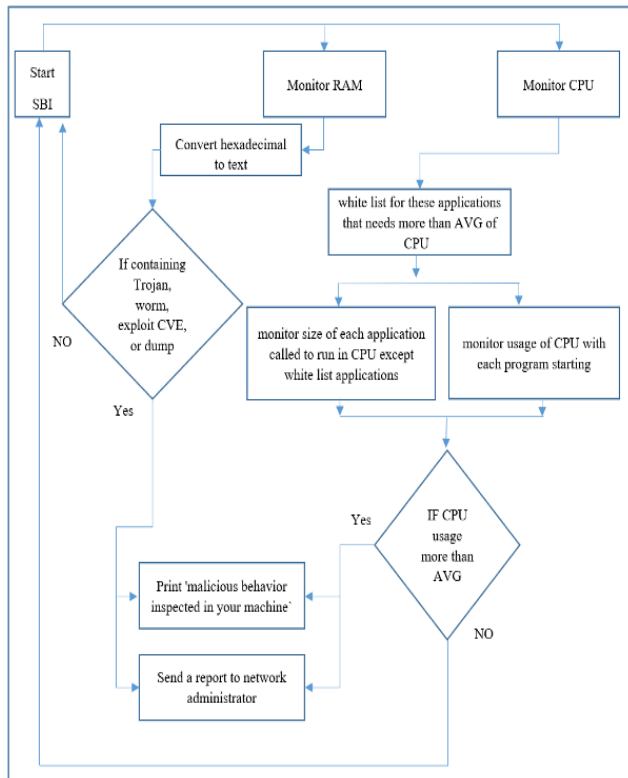 Start
SBI
Monitor RAM
Monitor CPU
Convert hexadecimal
to text
white list for these applications
that needs more than AVG of
CPU
If containing
Trojan,
worm,
exploit CVE,
or dump
NO
Yes
monitor size of each application
called to run in CPU except
white list applications
monitor usage of CPU with
each program starting
IF CPU
usage
more than
AVG
Yes
NO
Print 'malicious behavior
inspected in your machine`
Send a report to network
administrator